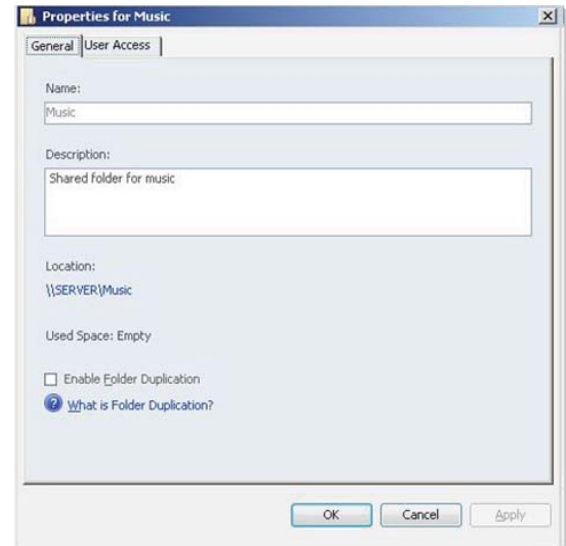 Properties for Music
General User Access
Name:
Music
Description:
Shared folder for music
Location:
\\SERVER\Music
Used Space: Empty
Enable Folder Duplication
What is Folder Duplication?
OK Cancel Apply